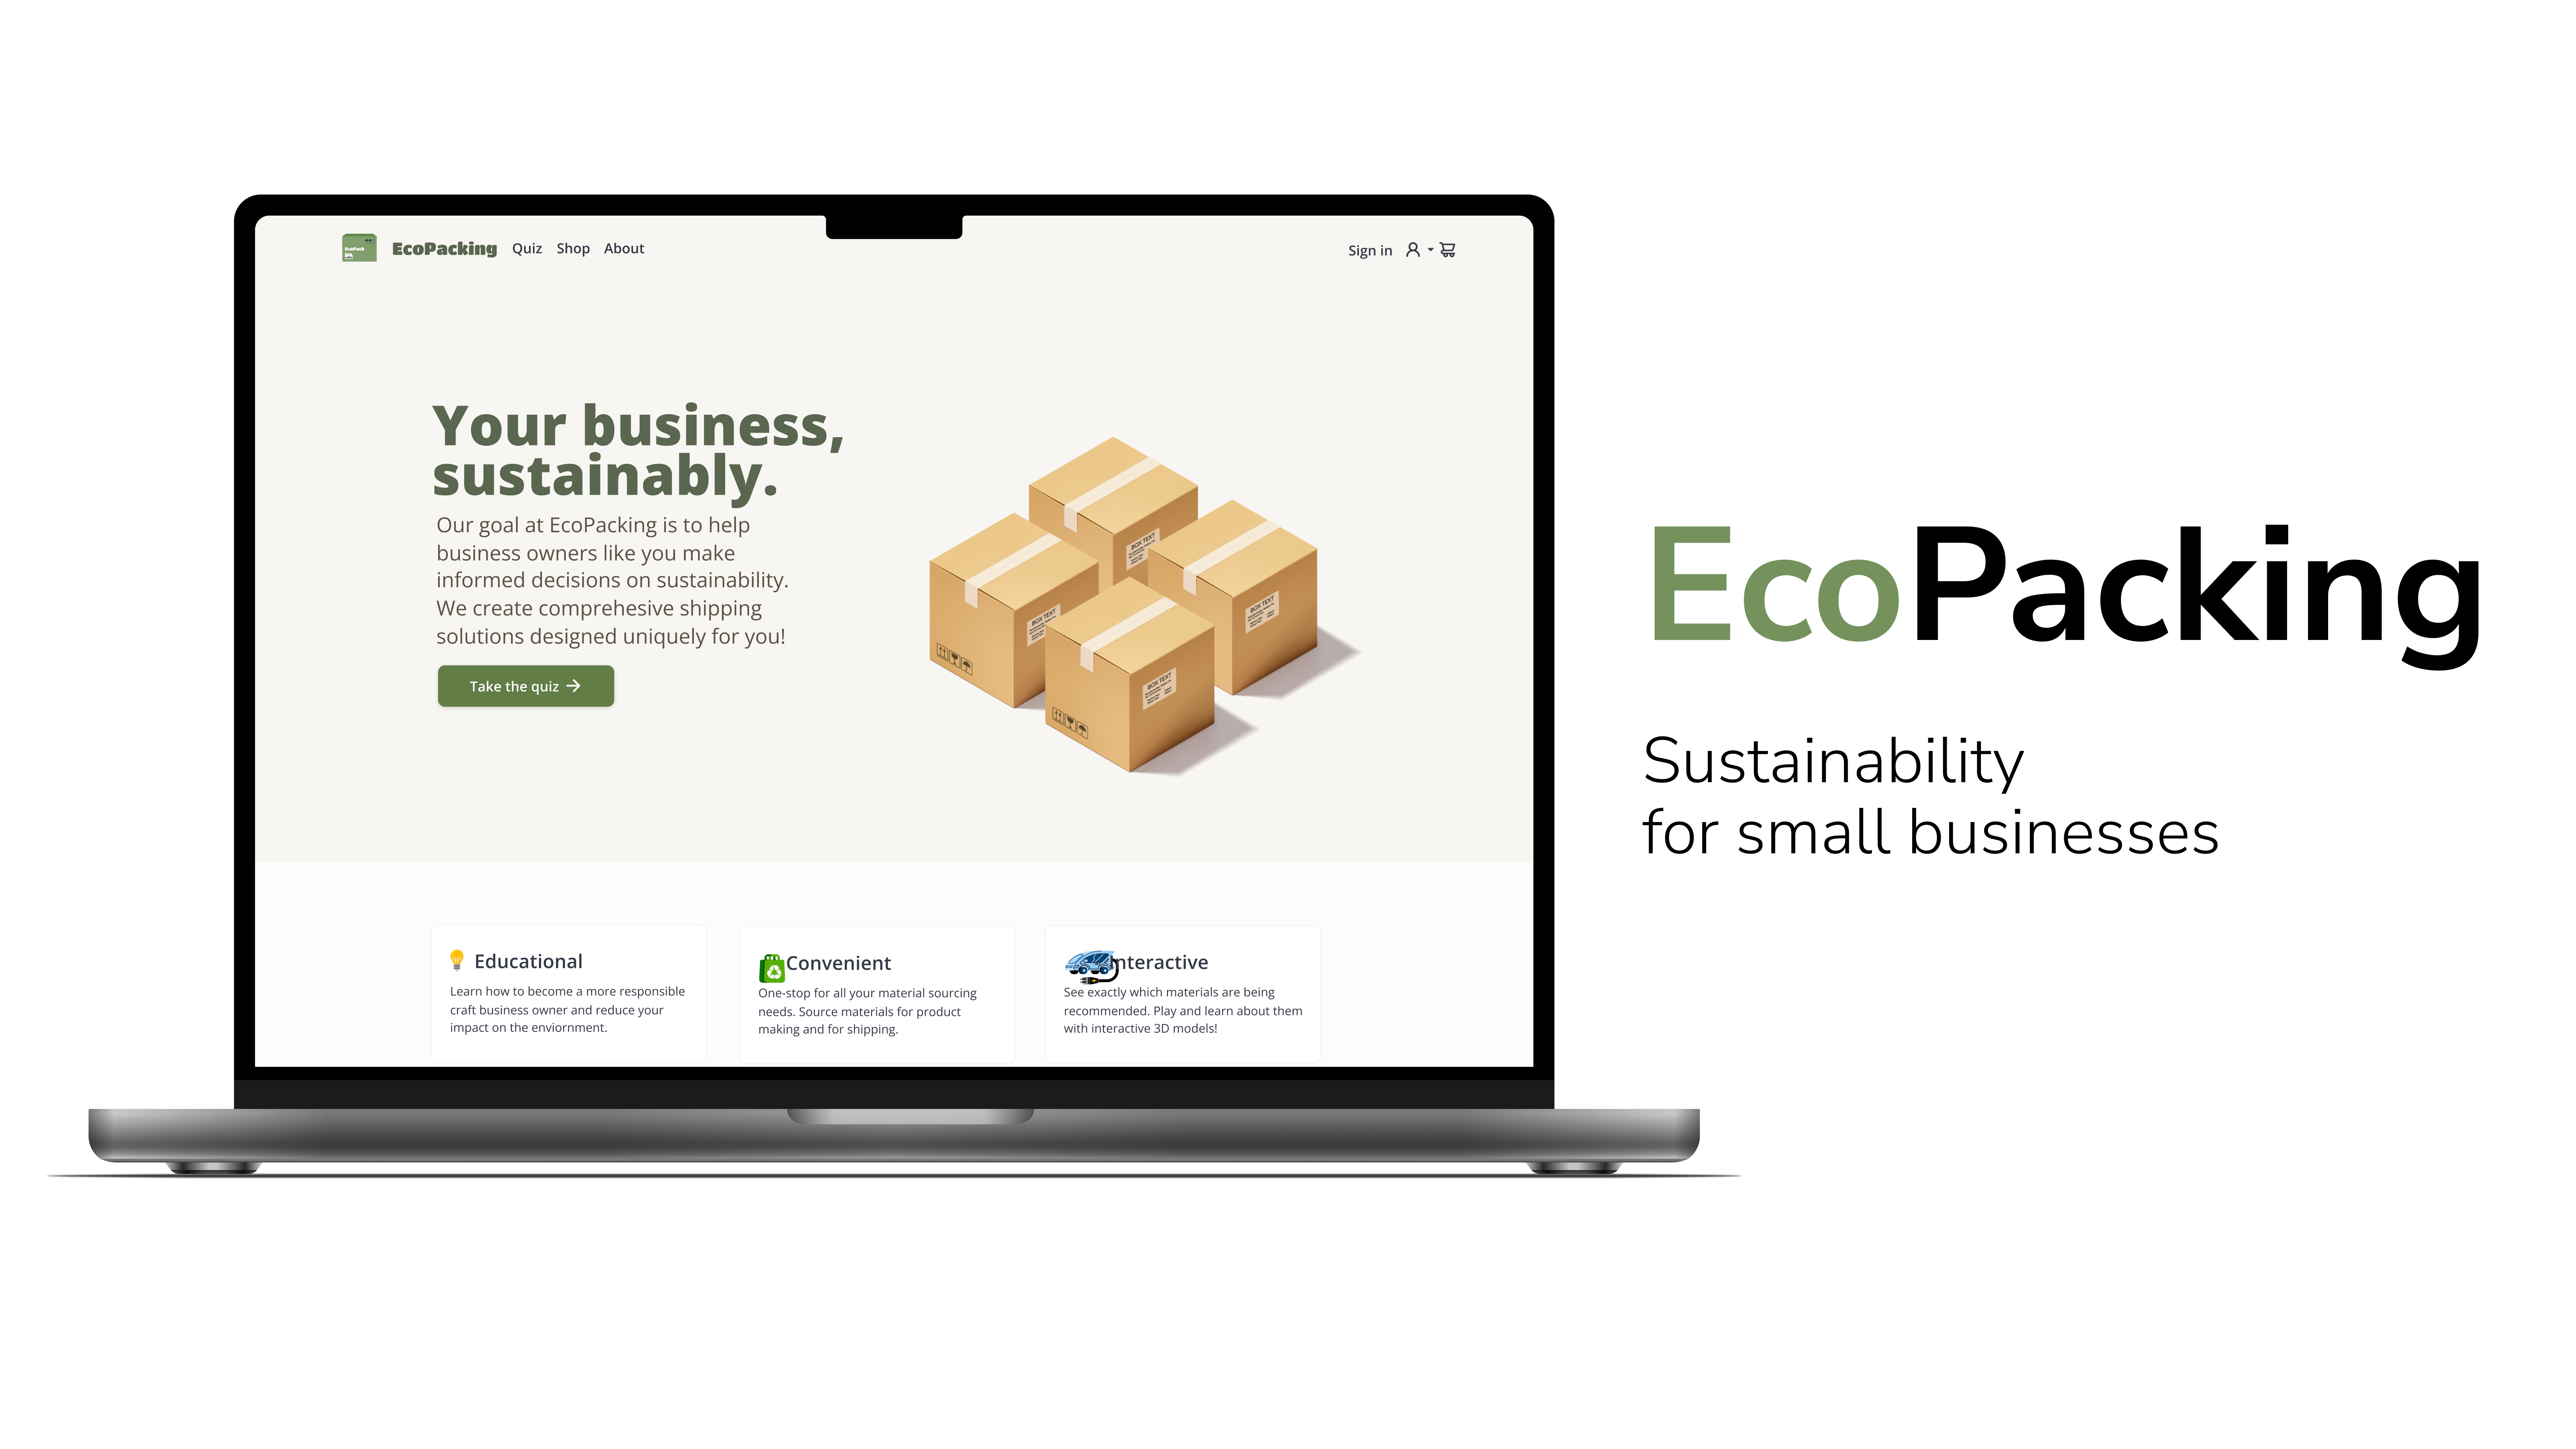 EcoPack
EcoPacking Quiz Shop About Sign in
Your business,
sustainably.
Our goal at EcoPacking is to help
business owners like you make
informed decisions on sustainability.
We create comprehesive shipping
solutions designed uniquely for you!
Take the quiz
BOX TEXT
BOX TEXT
BOX TEXT
BOX TEXT
Educational
Learn how to become a more responsible
craft business owner and reduce your
impact on the enviornment.
Convenient
One-stop for all your material sourcing
needs. Source materials for product
making and for shipping.
Interactive
See exactly which materials are being
recommended. Play and learn about them
with interactive 3D models!
EcoPacking
Sustainability
for small businesses